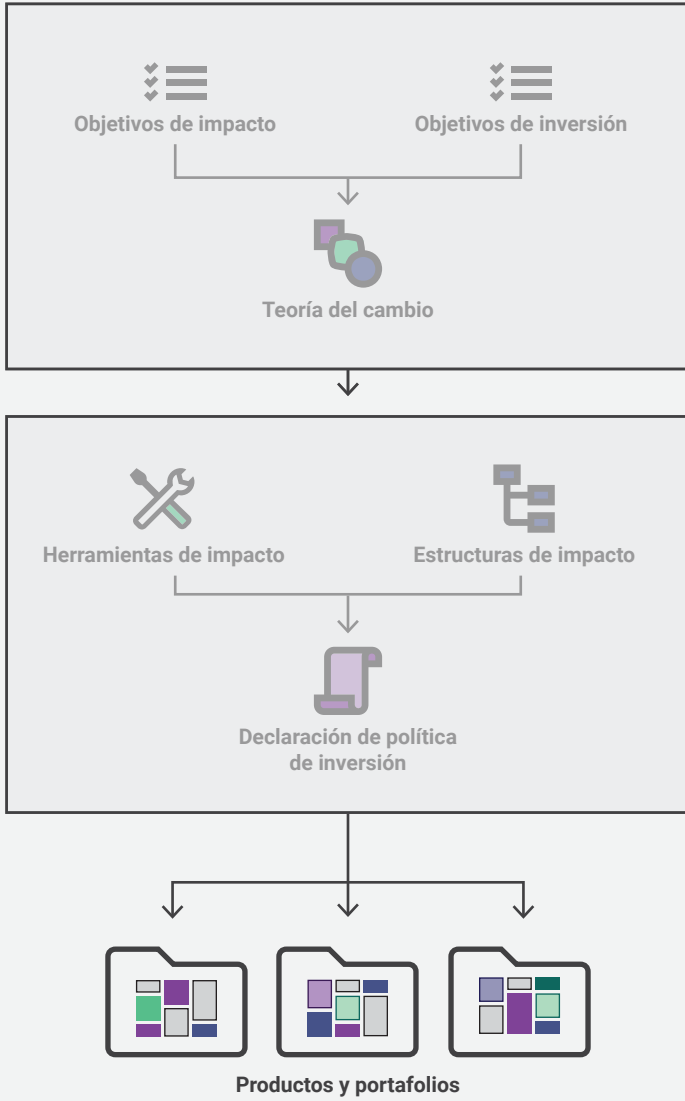 Objetivos de impacto
Objetivos de inversión
Teoría del cambio
Herramientas de impacto
Estructuras de impacto
Declaración de política
de inversión
Productos y portafolios